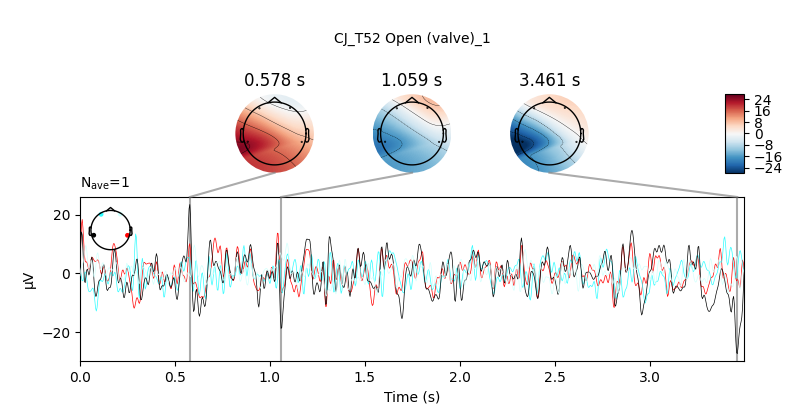 CJ_T52 Open (valve)_1
0.578 s 1.059 s 3.461 s
24
16
8
0
−8
−16
−24
Nave=1
20
0
−20
µV
0.0 0.5 1.0 1.5 2.0 2.5 3.0
Time (s)